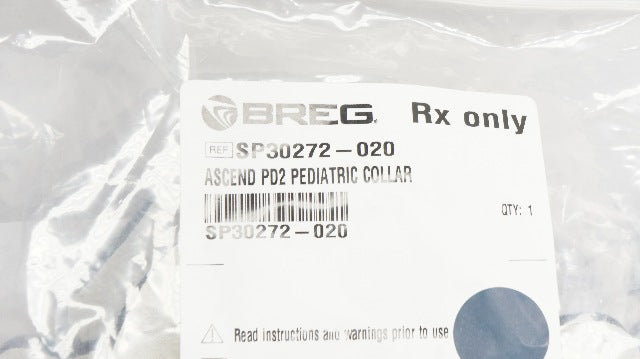 BREG® Rx only
REF SP30272-020
ASCEND PD2 PEDIATRIC COLLAR
QTY: 1
SP30272-020
Read instructions and warnings prior to use